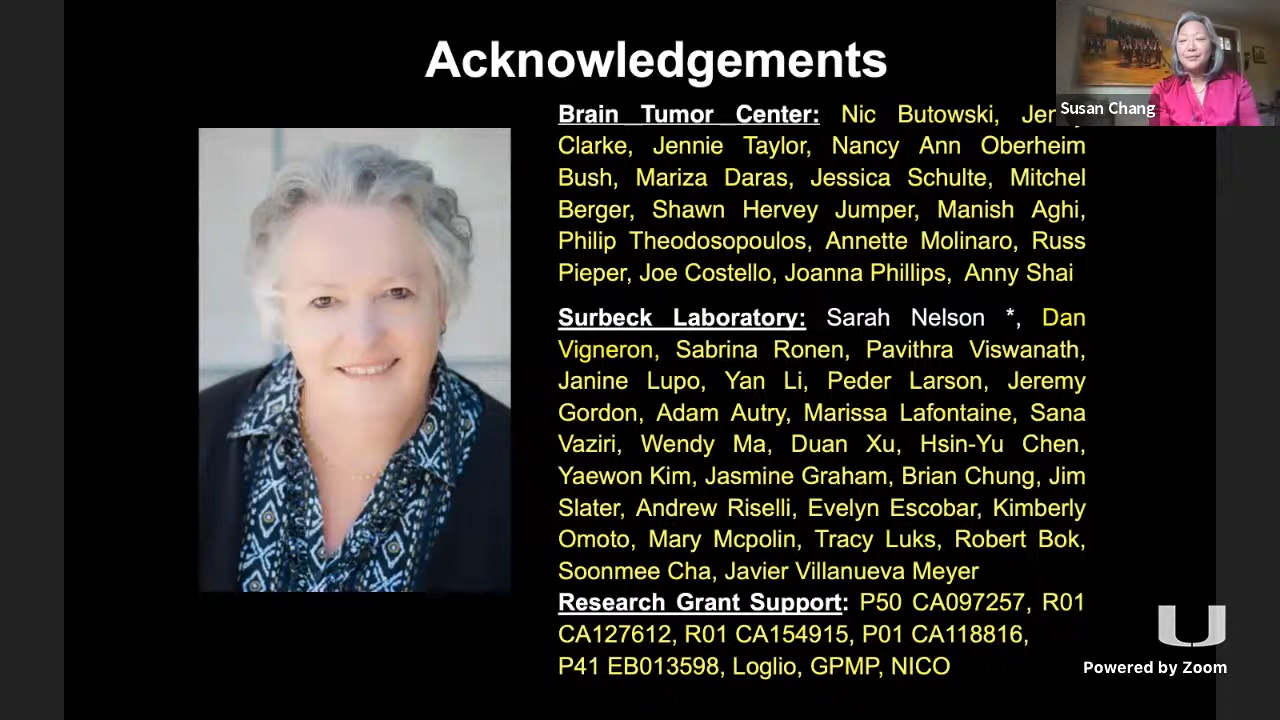 Acknowledgements
Susan Chang
Brain Tumor Center: Nic Butowski,
Clarke, Jennie Taylor, Nancy Ann Oberheim
Bush, Mariza Daras, Jessica Schulte, Mitchel
Berger, Shawn Hervey Jumper, Manish Aghi,
Philip Theodosopoulos, Annette Molinaro, Russ
Pieper, Joe Costello, Joanna Phillips, Anny Shai
Surbeck Laboratory: Sarah Nelson *, Dan
Vigneron, Sabrina Ronen, Pavithra Viswanath,
Janine Lupo, Yan Li, Peder Larson, Jeremy
Gordon, Adam Autry, Marissa Lafontaine, Sana
Vaziri, Wendy Ma, Duan Xu, Hsin-Yu Chen,
Yaewon Kim, Jasmine Graham, Brian Chung, Jim
Slater, Andrew Riselli, Evelyn Escobar, Kimberly
Omoto, Mary Mcpolin, Tracy Luks, Robert Bok,
Soonmee Cha, Javier Villanueva Meyer
Research Grant Support: P50 CA097257, R01
CA127612, R01 CA154915, P01 CA118816,
P41 EB013598, Loglio, GPMP, NICO
U
Powered by Zoom